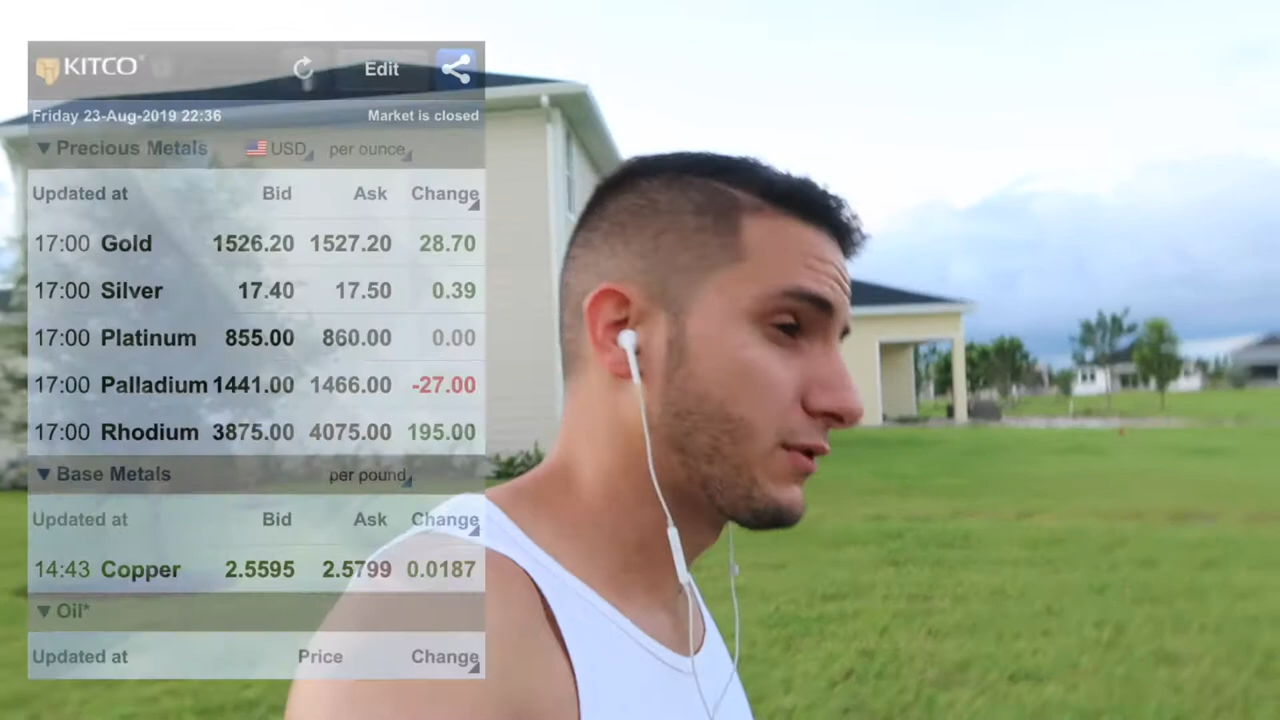 KITCO®
Edit
Friday 23-Aug-2019 22:36 Market is closed
▼ Precious Metals USD per ounce
Updated at Bid Ask Change
17:00 Gold 1526.20 1527.20 28.70
17:00 Silver 17.40 17.50 0.39
17:00 Platinum 855.00 860.00 0.00
17:00 Palladium 1441.00 1466.00 -27.00
17:00 Rhodium 3875.00 4075.00 195.00
▼ Base Metals per pound
Updated at Bid Ask Change
14:43 Copper 2.5595 2.5799 0.0187
▼ Oil*
Updated at Price Change